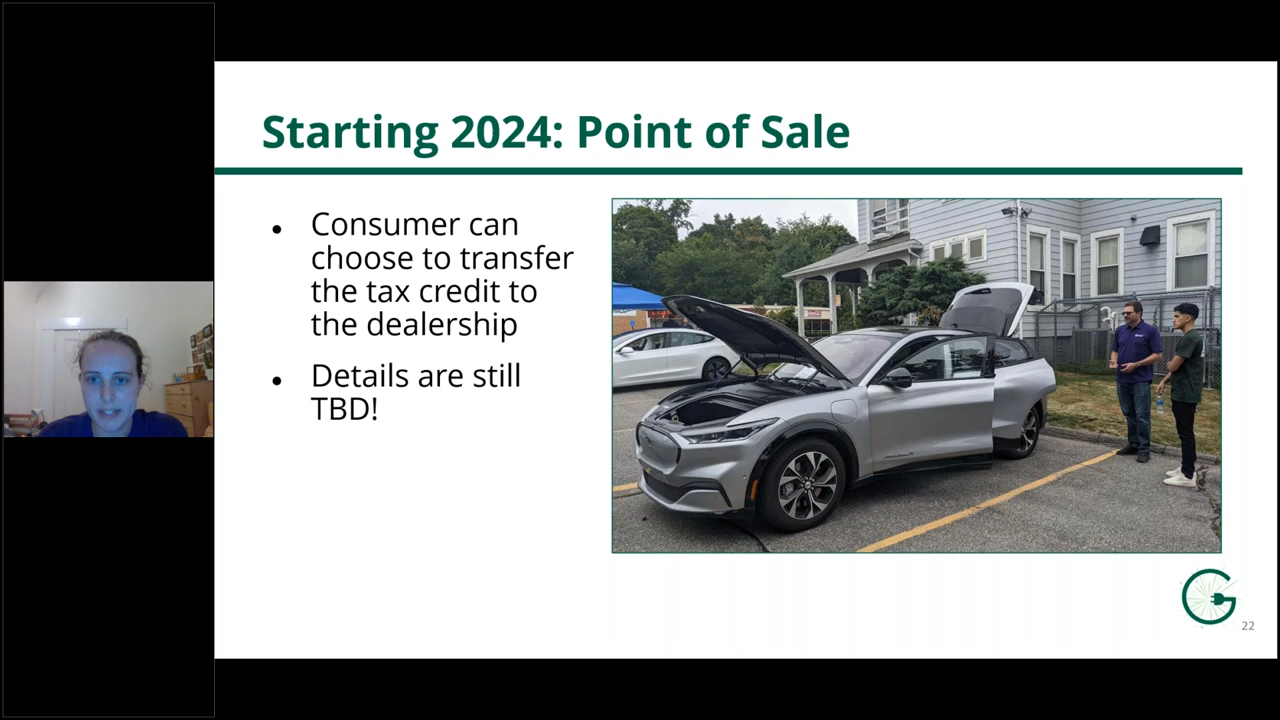 Starting 2024: Point of Sale
Consumer can
choose to transfer
the tax credit to
the dealership
Details are still
TBD!
22